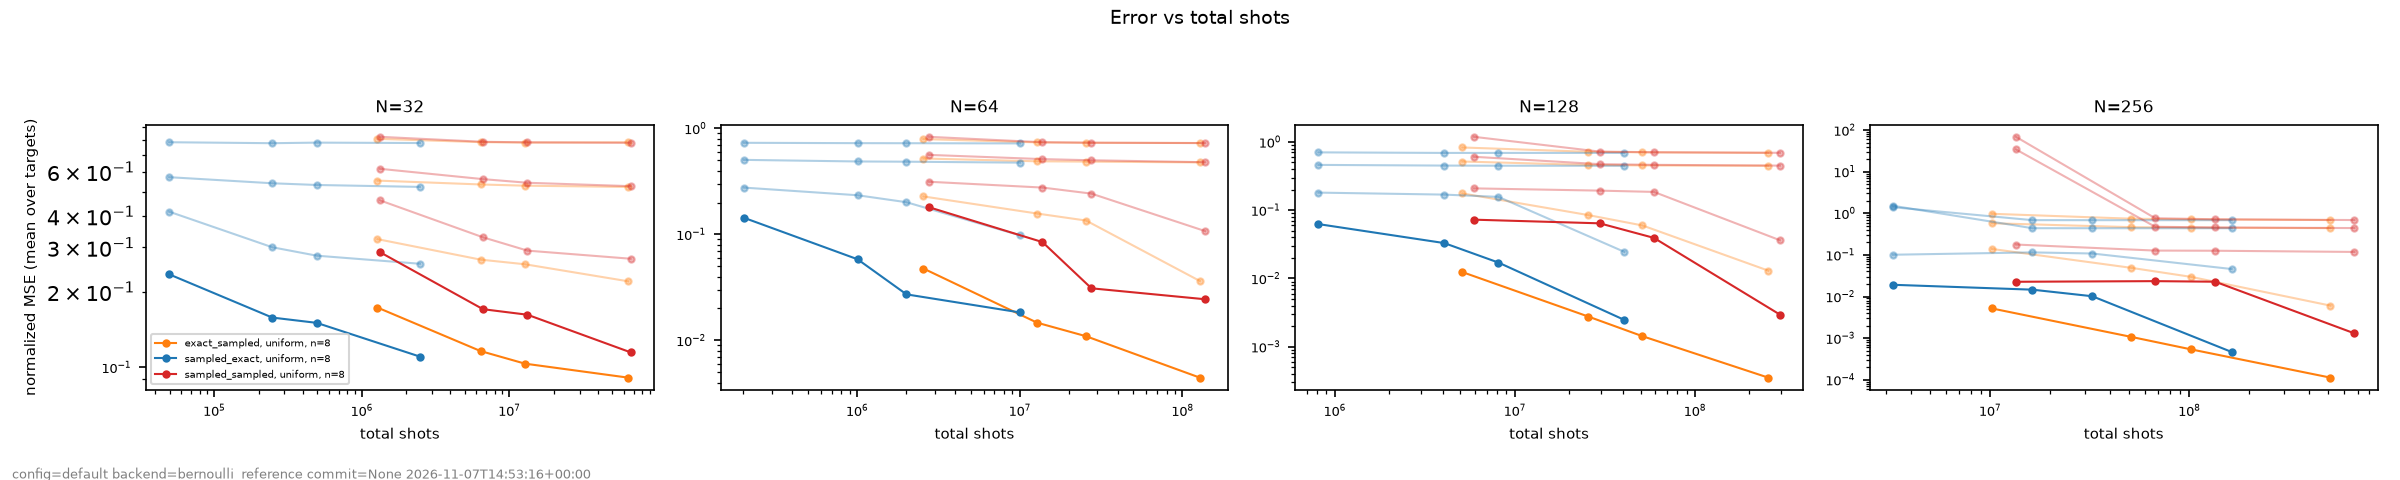 Error vs total shots
N=32
N=64
N=128
N=256
normalized MSE (mean over targets)
6 × 10⁻¹
4 × 10⁻¹
3 × 10⁻¹
2 × 10⁻¹
10⁻¹
exact_sampled, uniform, n=8
sampled_exact, uniform, n=8
sampled_sampled, uniform, n=8
10⁵ 10⁶ 10⁷
total shots
10⁰
10⁻¹
10⁻²
10⁶ 10⁷ 10⁸
total shots
10⁰
10⁻¹
10⁻²
10⁻³
10⁶ 10⁷ 10⁸
total shots
10²
10¹
10⁰
10⁻¹
10⁻²
10⁻³
10⁻⁴
10⁷ 10⁸
total shots
config=default backend=bernoulli reference commit=None 2026-11-07T14:53:16+00:00